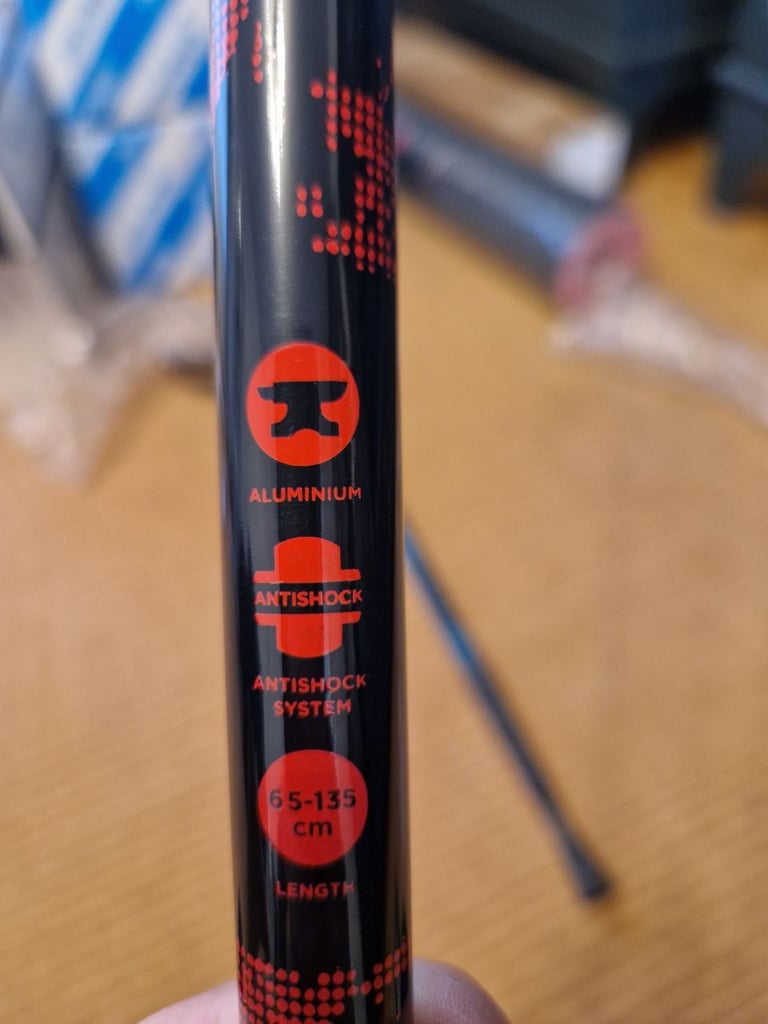 ALUMINIUM
ANTISHOCK
ANTISHOCK
SYSTEM
65-135
cm
LENGTH